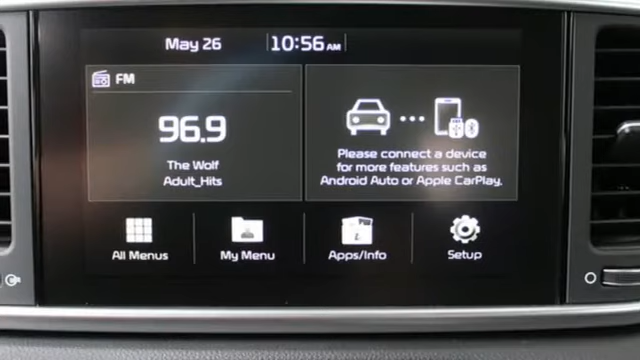 May 26
10:56 AM
FM
96.9
The Wolf
Adult_Hits
Please connect a device
for more features such as
Android Auto or Apple CarPlay.
All Menus
My Menu
Apps/Info
Setup